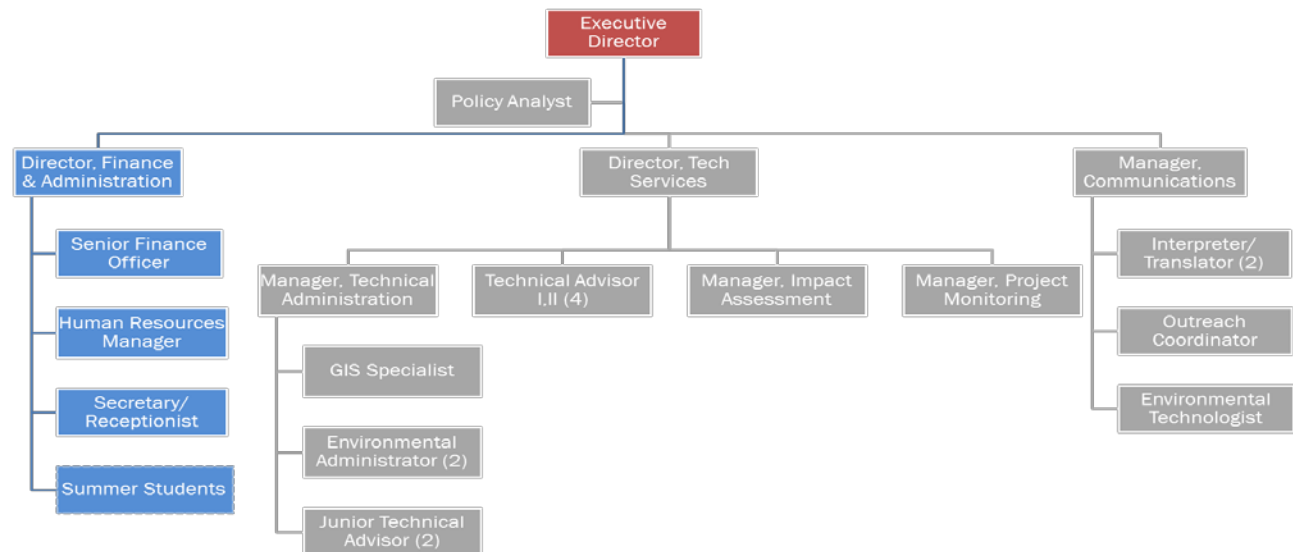 Executive
Director
Policy Analyst
Director, Finance
& Administration
Director, Tech
Services
Manager,
Communications
Senior Finance
Officer
Human Resources
Manager
Secretary/
Receptionist
Summer Students
Manager, Technical
Administration
Technical Advisor
I,II (4)
Manager, Impact
Assessment
Manager, Project
Monitoring
GIS Specialist
Environmental
Administrator (2)
Junior Technical
Advisor (2)
Interpreter/
Translator (2)
Outreach
Coordinator
Environmental
Technologist